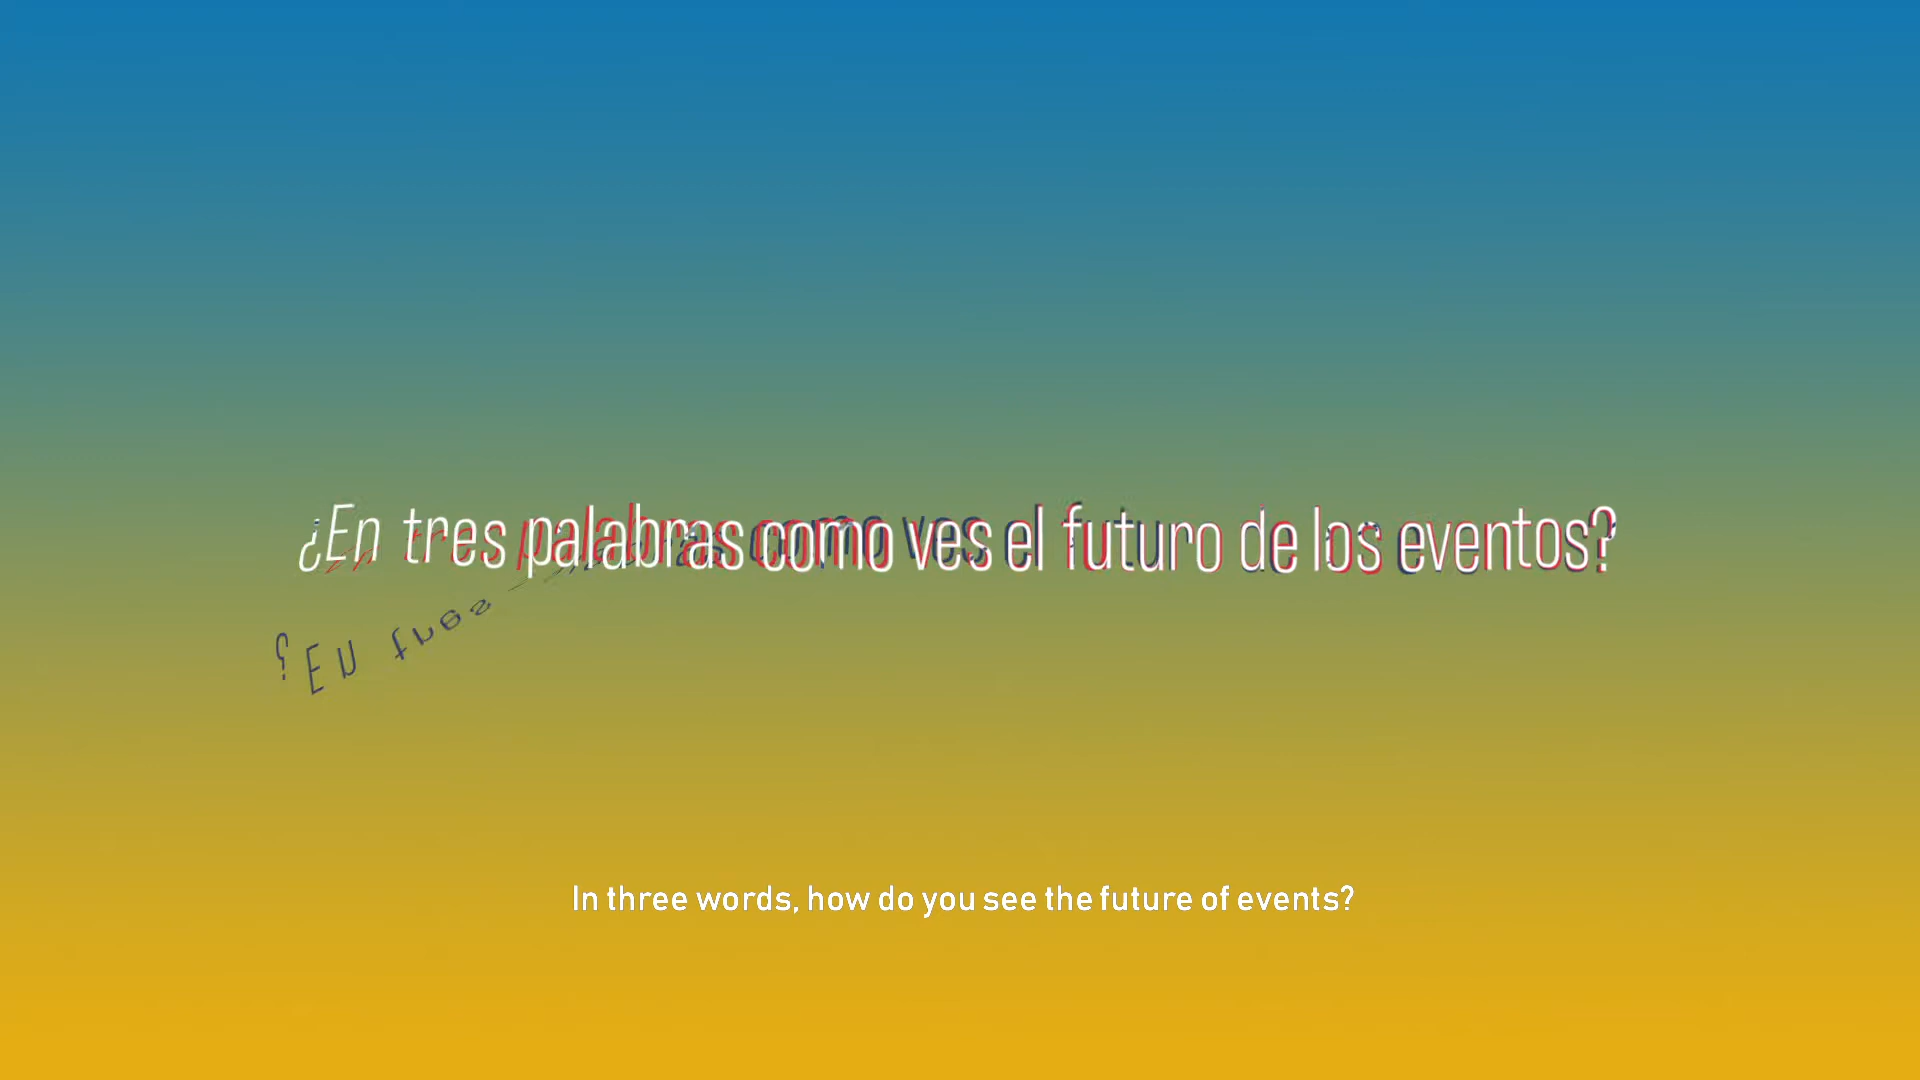 ¿En tres palabras como ves el futuro de los eventos?
In three words, how do you see the future of events?